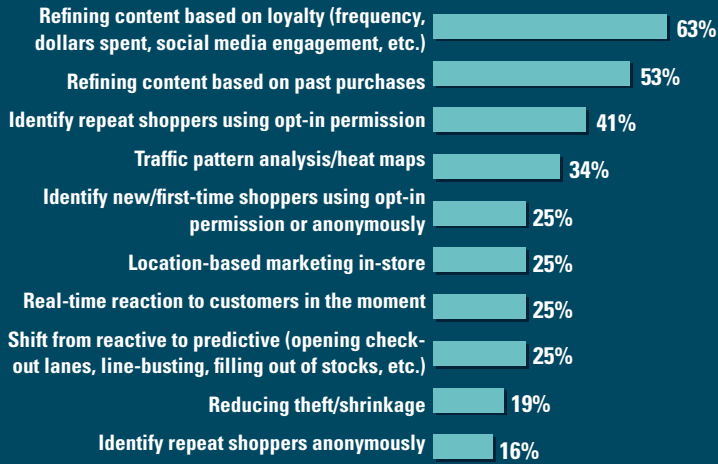 Refining content based on loyalty (frequency,
dollars spent, social media engagement, etc.)
63%
Refining content based on past purchases
53%
Identify repeat shoppers using opt-in permission
41%
Traffic pattern analysis/heat maps
34%
Identify new/first-time shoppers using opt-in
permission or anonymously
25%
Location-based marketing in-store
25%
Real-time reaction to customers in the moment
25%
Shift from reactive to predictive (opening check-
out lanes, line-busting, filling out of stocks, etc.)
25%
Reducing theft/shrinkage
19%
Identify repeat shoppers anonymously
16%